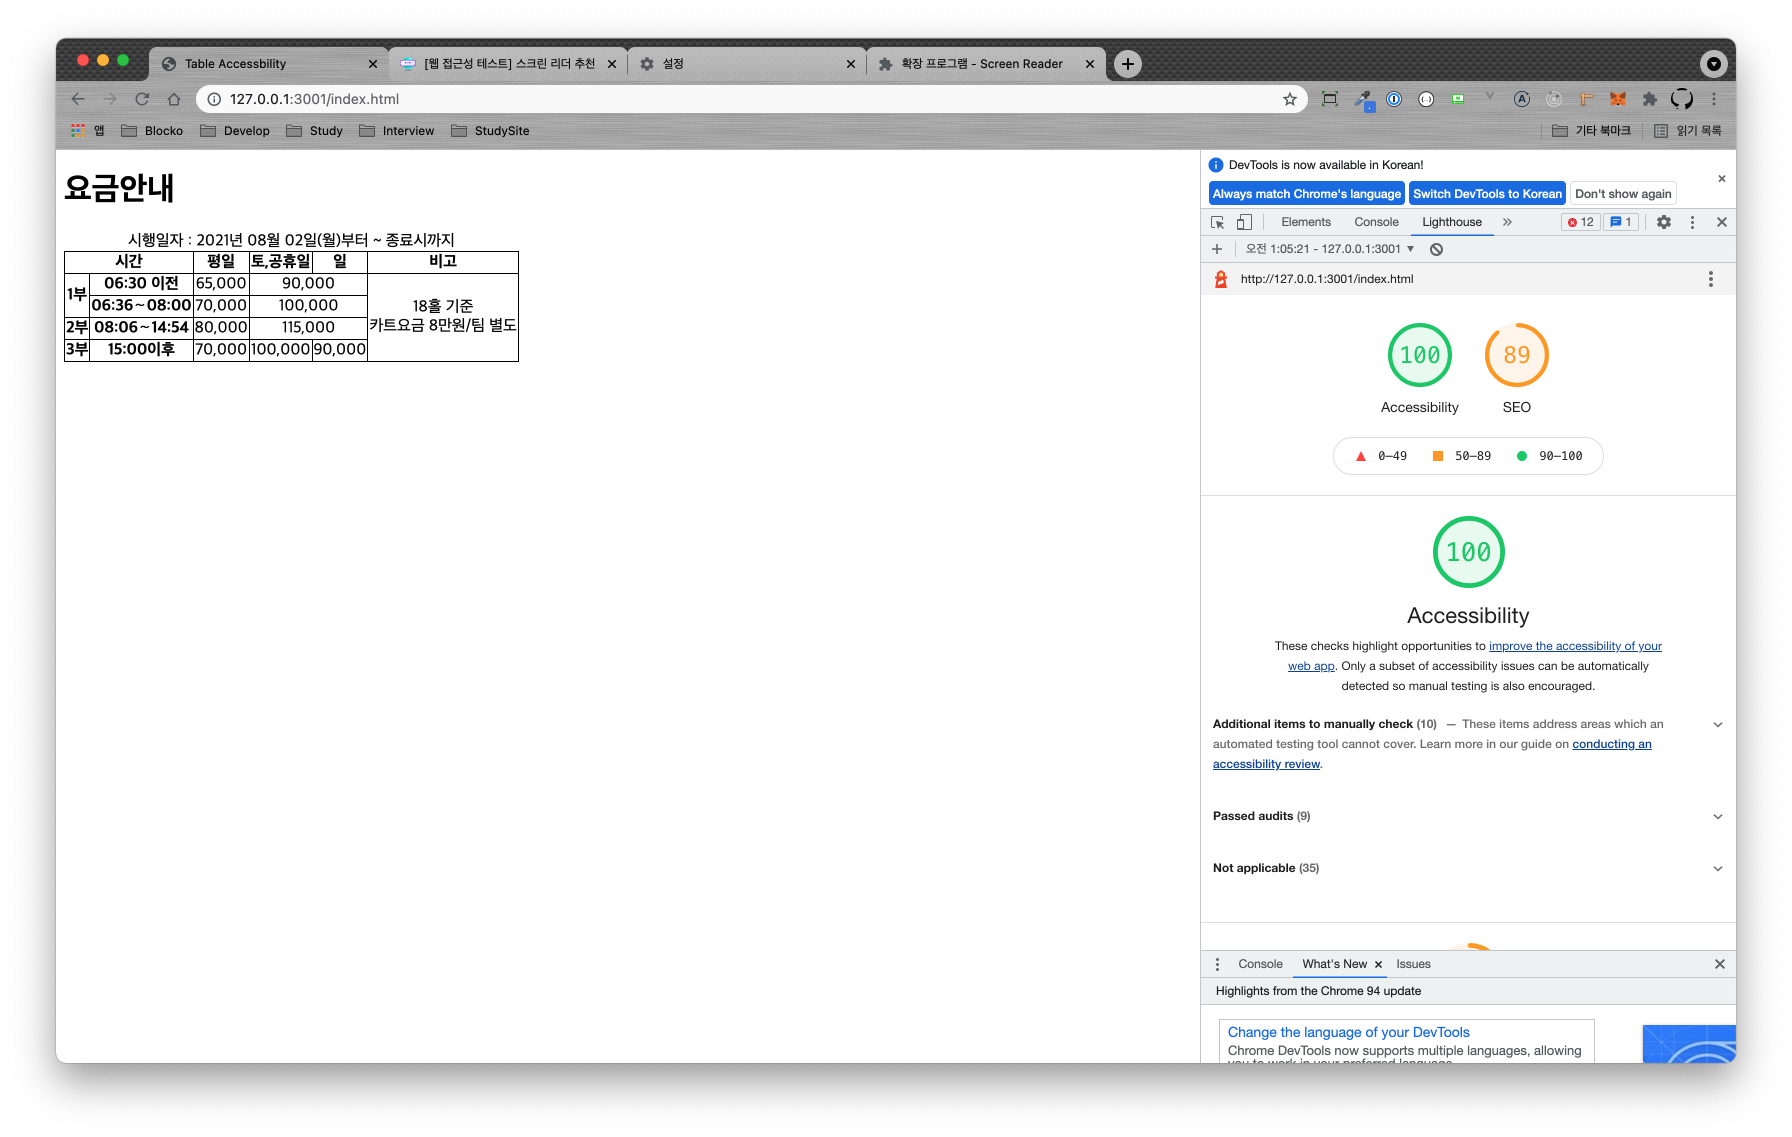 Table Accessbility
[웹 접근성 테스트] 스크린 리더 추천
설정
확장 프로그램 - Screen Reader
127.0.0.1:3001/index.html
앱 Blocko Develop Study Interview StudySite 기타 북마크 읽기 목록
요금안내
시행일자 : 2021년 08월 02일(월)부터 ~ 종료시까지
시간 평일 토,공휴일 일 비고
1부 06:30 이전 65,000 90,000
06:36~08:00 70,000 100,000
2부 08:06~14:54 80,000 115,000
3부 15:00이후 70,000 100,000 90,000
18홀 기준
카트요금 8만원/팀 별도
DevTools is now available in Korean!
Always match Chrome's language Switch DevTools to Korean Don't show again
Elements Console Lighthouse 12 1
오전 1:05:21 - 127.0.0.1:3001
http://127.0.0.1:3001/index.html
100 89
Accessibility SEO
0–49 50–89 90–100
100
Accessibility
These checks highlight opportunities to improve the accessibility of your
web app. Only a subset of accessibility issues can be automatically
detected so manual testing is also encouraged.
Additional items to manually check (10) — These items address areas which an
automated testing tool cannot cover. Learn more in our guide on conducting an
accessibility review.
Passed audits (9)
Not applicable (35)
Console What's New Issues
Highlights from the Chrome 94 update
Change the language of your DevTools
Chrome DevTools now supports multiple languages, allowing
you to work in your preferred language.